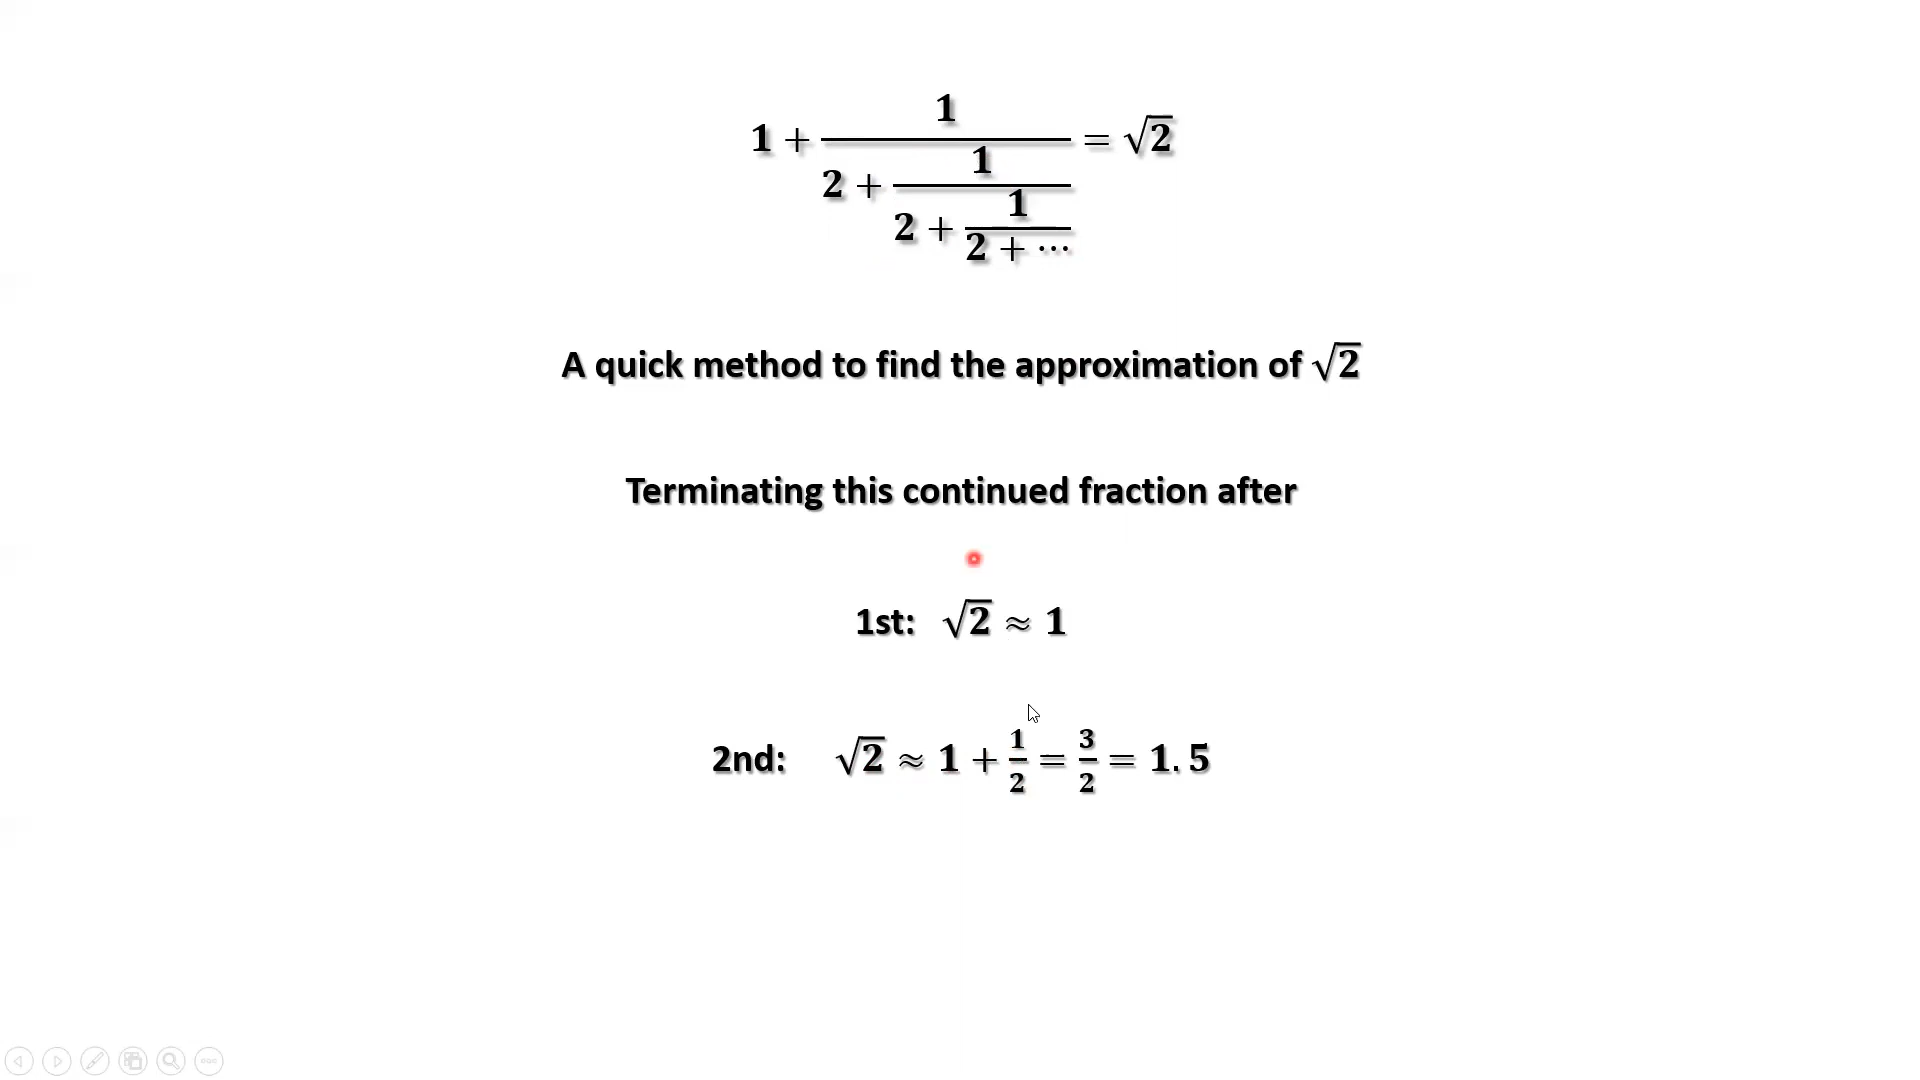 1 + 1/(2 + 1/(2 + 1/(2 + ⋯))) = √2
A quick method to find the approximation of √2
Terminating this continued fraction after
1st: √2 ≈ 1
2nd: √2 ≈ 1 + 1/2 = 3/2 = 1.5